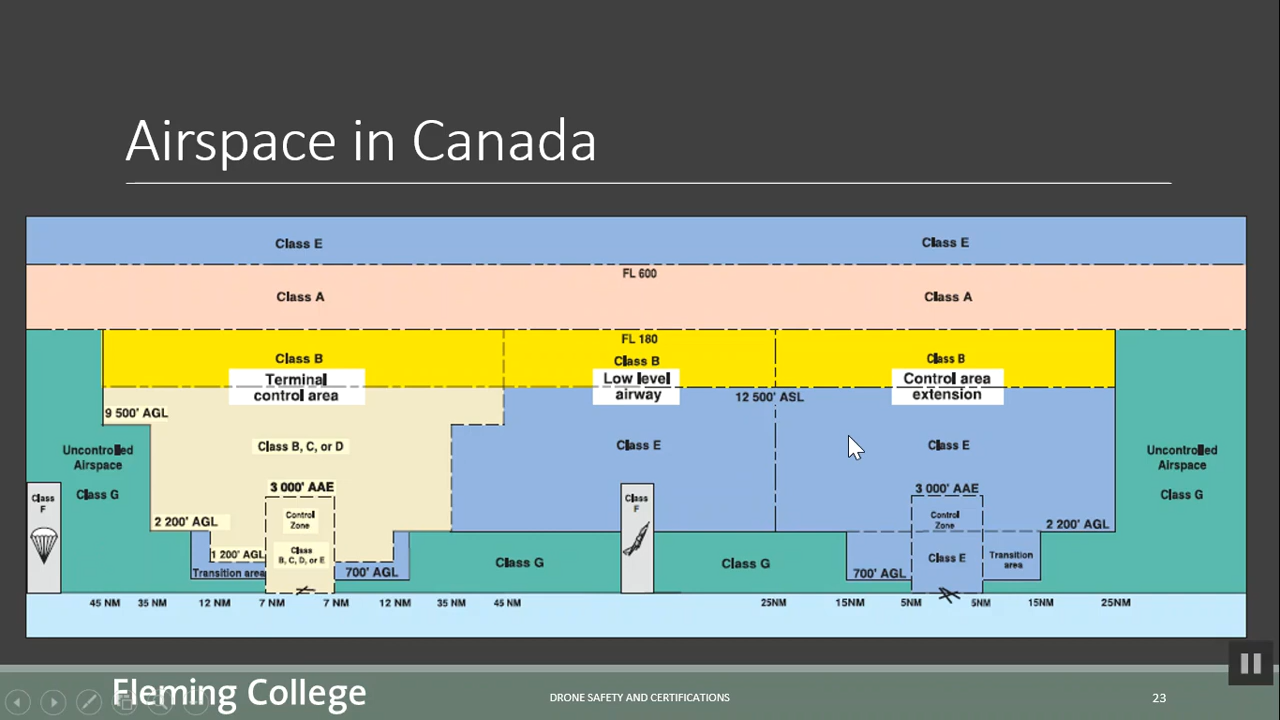 Airspace in Canada
Class E
Class E
FL 600
Class A
Class A
FL 180
Class B
Class B
Class B
Terminal
control area
Low level
airway
Control area
extension
12 500' ASL
9 500' AGL
Uncontrolled
Airspace
Class G
Class B, C, or D
Class E
Class E
Uncontrolled
Airspace
Class G
Class
F
3 000' AAE
Control
Zone
Class
B, C, D, or E
2 200' AGL
1 200' AGL
Transition area
700' AGL
Class G
Class
F
Class G
3 000' AAE
Control
Zone
Class E
2 200' AGL
700' AGL
Transition
area
45 NM 35 NM 12 NM 7 NM 7 NM 12 NM 35 NM 45 NM 25NM 15NM 5NM 5NM 15NM 25NM
Fleming College
DRONE SAFETY AND CERTIFICATIONS
23